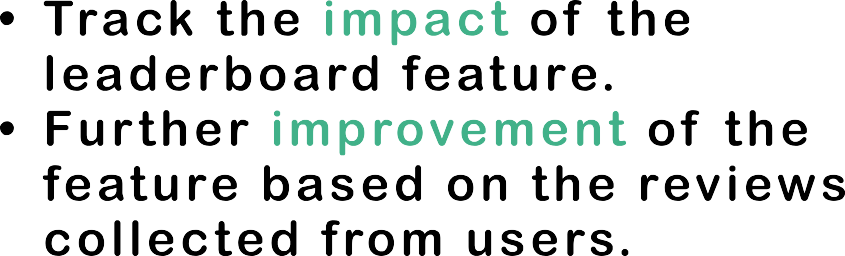 • Track the impact of the
leaderboard feature.
• Further improvement of the
feature based on the reviews
collected from users.